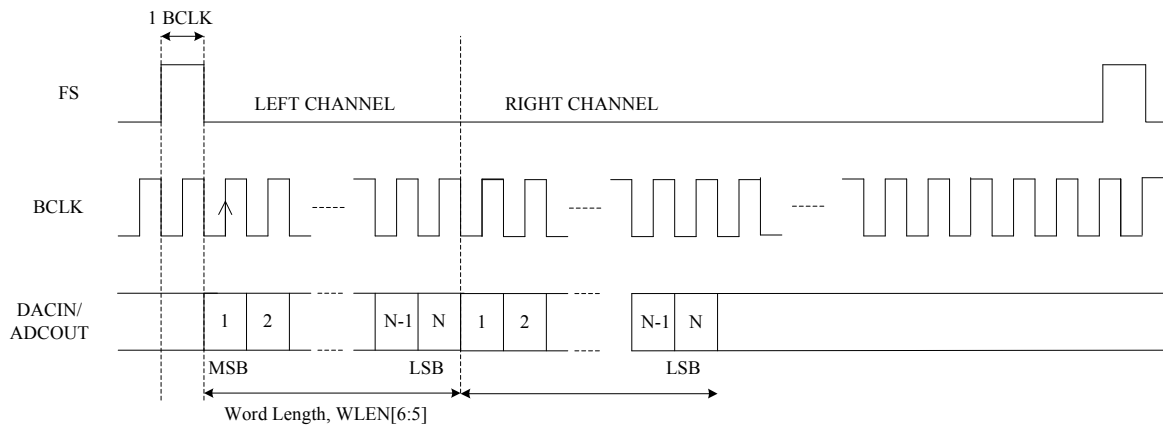 1 BCLK
FS
LEFT CHANNEL
RIGHT CHANNEL
BCLK
DACIN/
ADCOUT
1
2
N-1
N
1
2
N-1
N
MSB
LSB
LSB
Word Length, WLEN[6:5]